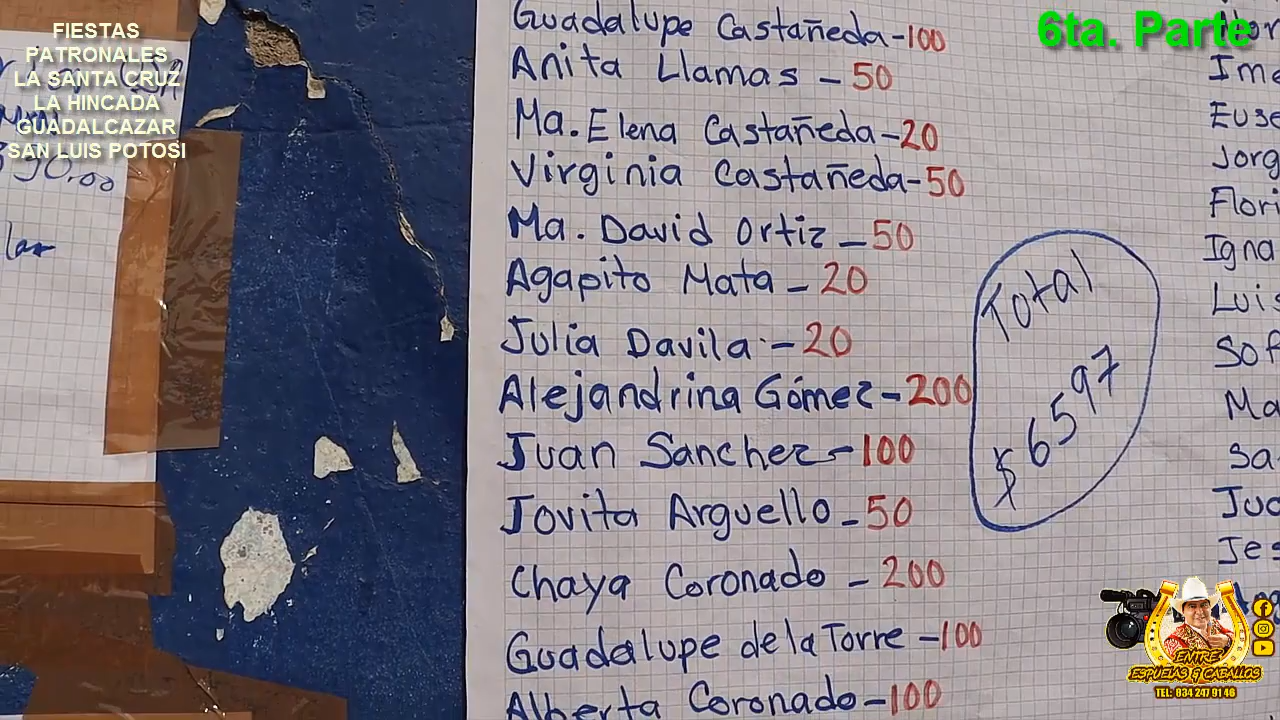 FIESTAS
PATRONALES
LA SANTA CRUZ
LA HINCADA
GUADALCAZAR
SAN LUIS POTOSI
6ta. Parte
Guadalupe Castañeda-100
Anita Llamas - 50
Ma. Elena Castañeda-20
Virginia Castañeda-50
Ma. David Ortiz - 50
Agapito Mata - 20
Julia Davila - 20
Alejandrina Gómez-200
Juan Sanchez-100
Jovita Arguello - 50
Chaya Coronado - 200
Guadalupe de la Torre -100
Alberta Coronado-100
Total
$6597
Luis
ENTRE
ESPUELAS Y CABALLOS
TEL: 834 247 91 46